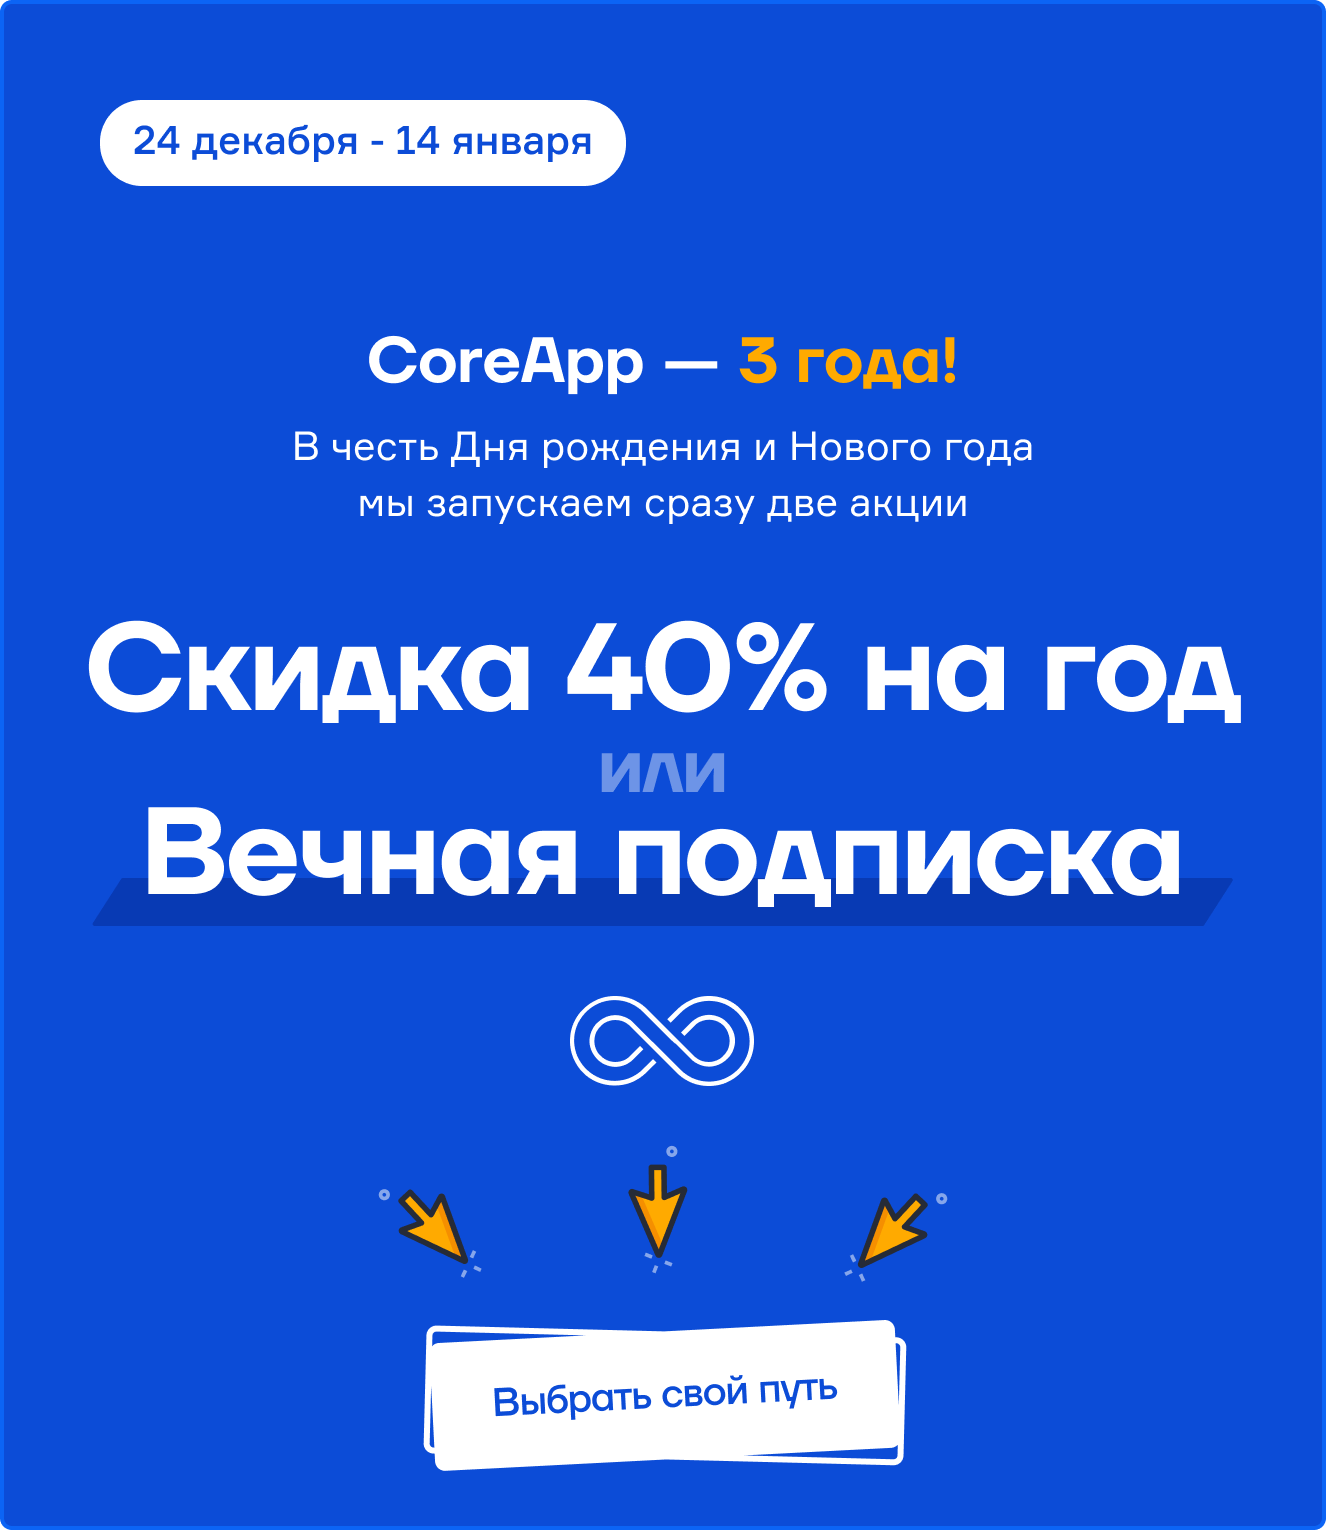 24 декабря - 14 января
CoreApp — 3 года!
В честь Дня рождения и Нового года
мы запускаем сразу две акции
Скидка 40% на год
или
Вечная подписка
Выбрать свой путь